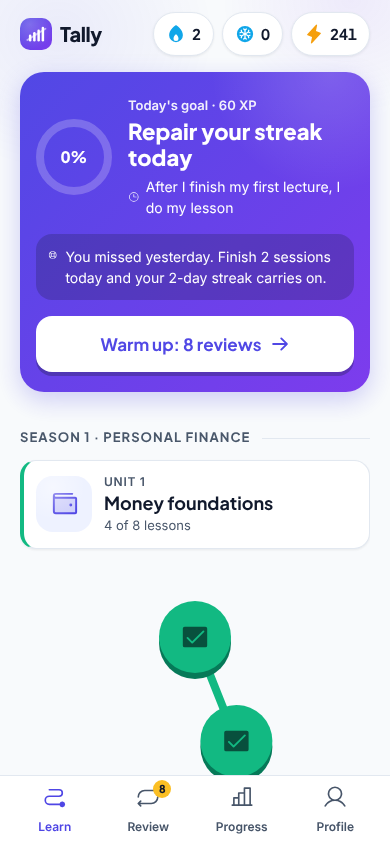 Tally
2
0
241
Today's goal · 60 XP
0%
Repair your streak
today
After I finish my first lecture, I
do my lesson
You missed yesterday. Finish 2 sessions
today and your 2-day streak carries on.
Warm up: 8 reviews
SEASON 1 · PERSONAL FINANCE
UNIT 1
Money foundations
4 of 8 lessons
8
Learn
Review
Progress
Profile